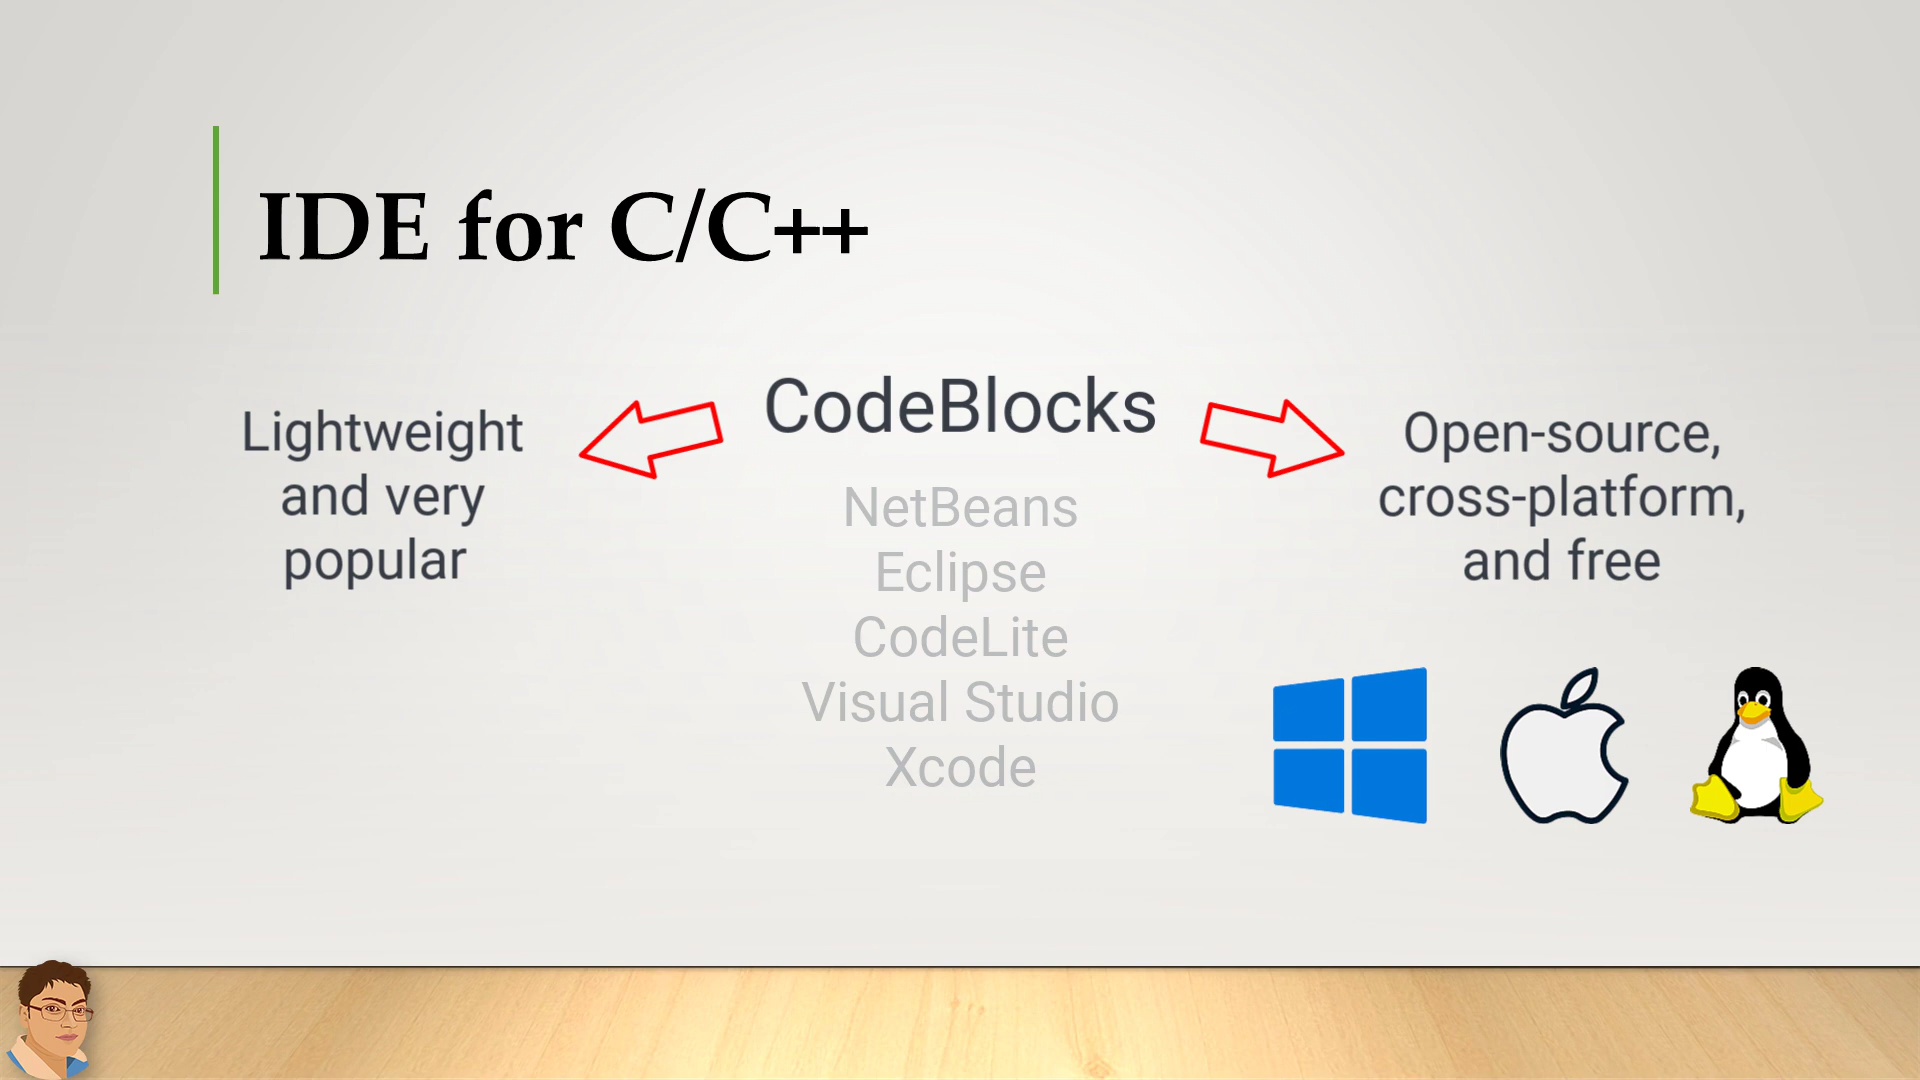 IDE for C/C++
CodeBlocks
Lightweight
and very
popular
Open-source,
cross-platform,
and free
NetBeans
Eclipse
CodeLite
Visual Studio
Xcode